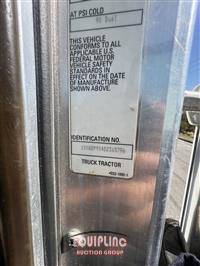 AT PSI COLD
THIS VEHICLE
CONFORMS TO ALL
APPLICABLE U.S.
FEDERAL MOTOR
VEHICLE SAFETY
STANDARDS IN
EFFECT ON THE DATE
OF MANUFACTURE
SHOWN ABOVE.
IDENTIFICATION NO.
TRUCK TRACTOR
EQUIPLINC
AUCTION GROUP